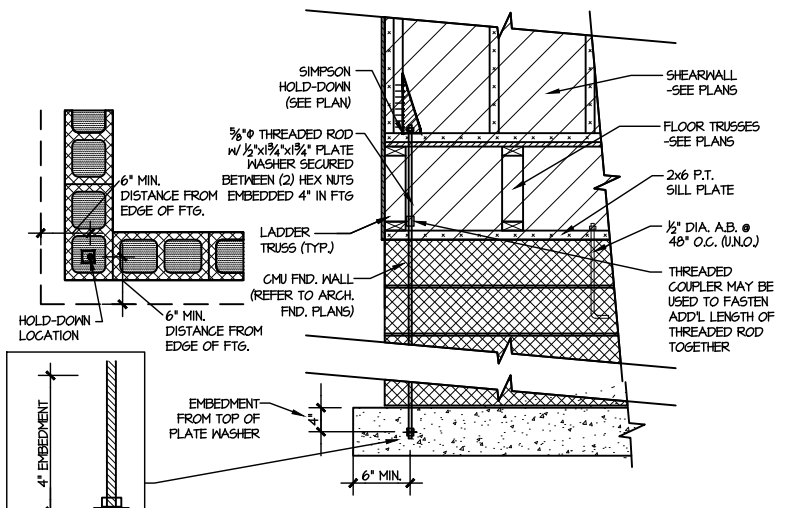 SIMPSON
HOLD-DOWN
(SEE PLAN)
5/8"Φ THREADED ROD
W/ 1/2"x1 3/4"x1 3/4" PLATE
WASHER SECURED
BETWEEN (2) HEX NUTS
EMBEDDED 4" IN FTG
LADDER
TRUSS (TYP.)
CMU FND. WALL
(REFER TO ARCH.
FND. PLANS)
EMBEDMENT
FROM TOP OF
PLATE WASHER
4"
6" MIN.
SHEARWALL
-SEE PLANS
FLOOR TRUSSES
-SEE PLANS
2x6 P.T.
SILL PLATE
1/2" DIA. A.B. @
48" O.C. (U.N.O.)
THREADED
COUPLER MAY BE
USED TO FASTEN
ADD'L LENGTH OF
THREADED ROD
TOGETHER
6" MIN.
DISTANCE FROM
EDGE OF FTG.
6" MIN.
DISTANCE FROM
EDGE OF FTG.
HOLD-DOWN
LOCATION
4" EMBEDMENT